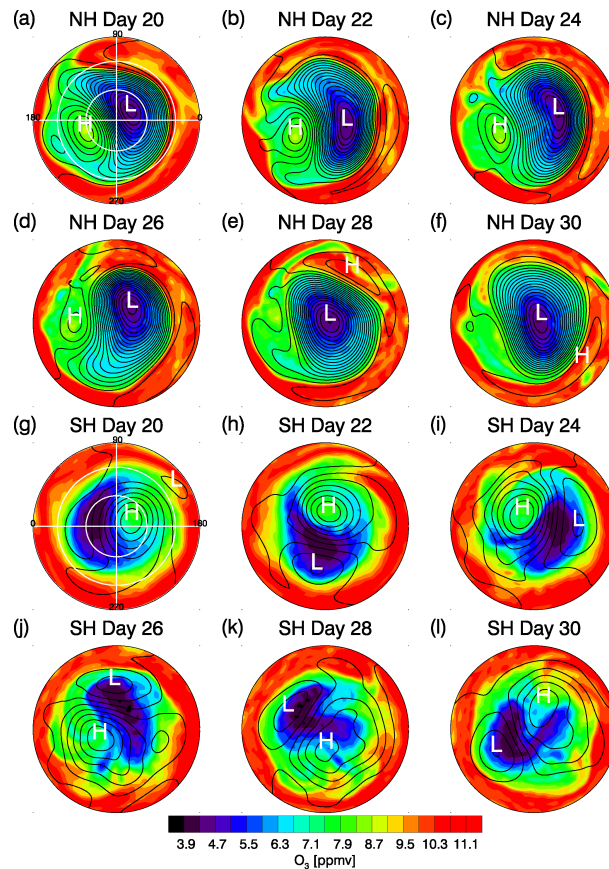 (a) NH Day 20 (b) NH Day 22 (c) NH Day 24
90
L
180 H 0
270
H L
H L
(d) NH Day 26 (e) NH Day 28 (f) NH Day 30
H L
H L
L H
(g) SH Day 20 (h) SH Day 22 (i) SH Day 24
90
L
H
0 180
270
H L
H L
(j) SH Day 26 (k) SH Day 28 (l) SH Day 30
L H
L H
H L
3.9 4.7 5.5 6.3 7.1 7.9 8.7 9.5 10.3 11.1
O₃ [ppmv]